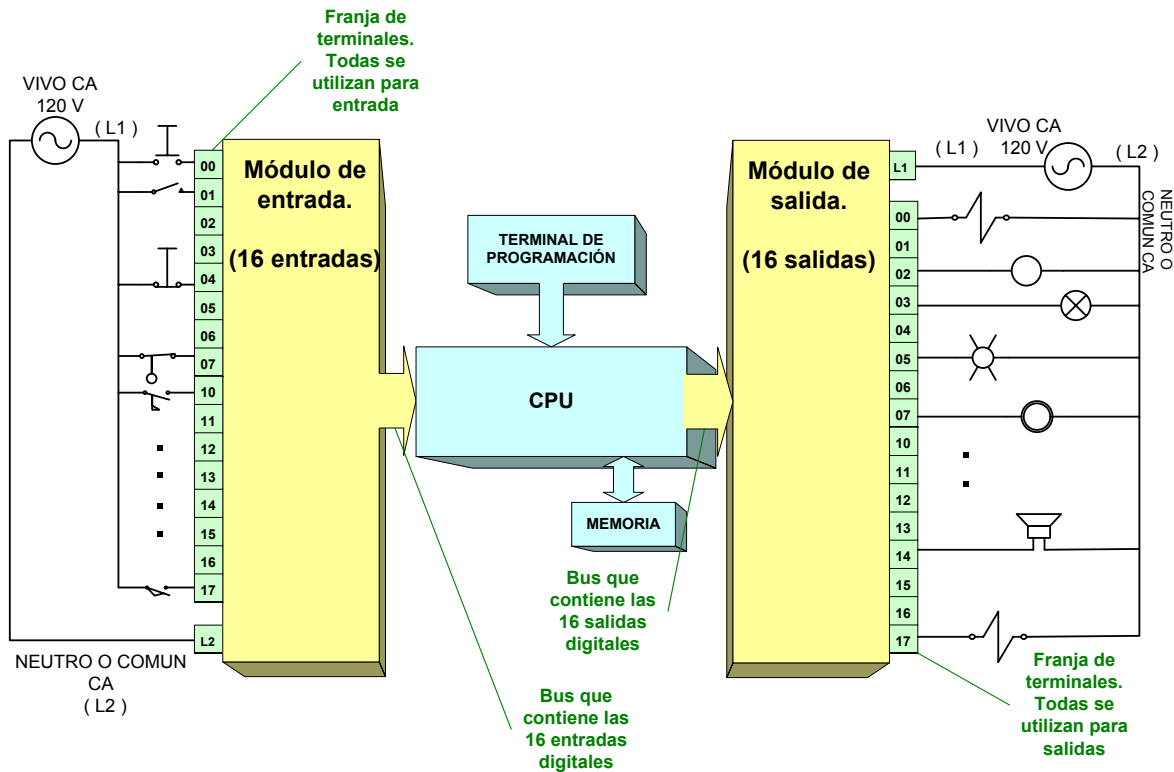 Franja de
terminales.
Todas se
utilizan para
entrada
VIVO CA
120 V
( L1 )
00
01
02
03
04
05
06
07
10
11
12
13
14
15
16
17
L2
NEUTRO O COMUN
CA
( L2 )
Módulo de
entrada.
(16 entradas)
TERMINAL DE
PROGRAMACIÓN
CPU
MEMORIA
Bus que
contiene las
16 salidas
digitales
Bus que
contiene las
16 entradas
digitales
Módulo de
salida.
(16 salidas)
VIVO CA
120 V
( L1 )
( L2 )
NEUTRO O
COMUN CA
L1
00
01
02
03
04
05
06
07
10
11
12
13
14
15
16
17
Franja de
terminales.
Todas se
utilizan para
salidas